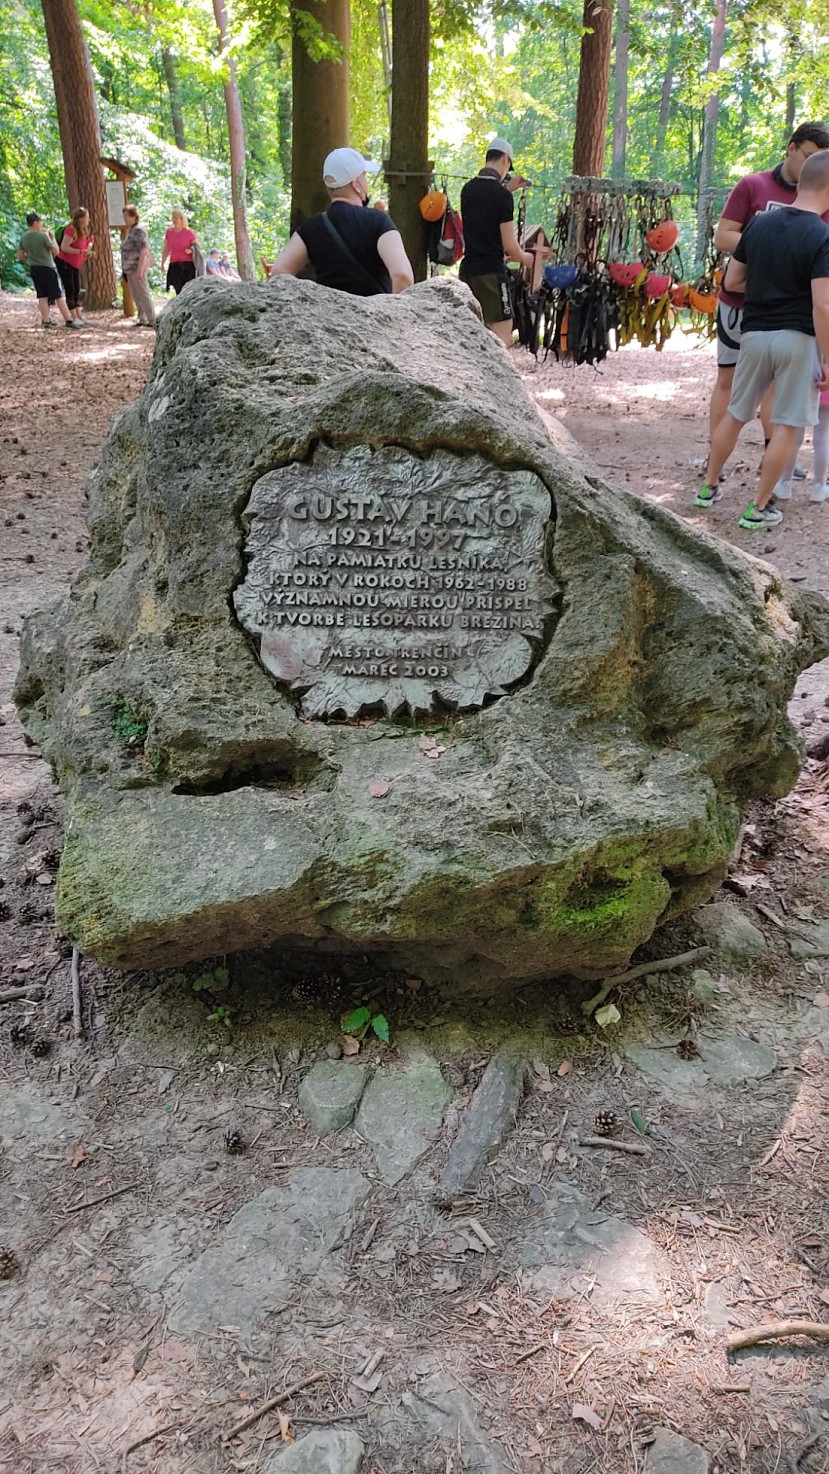 GUSTÁV HANO
1921-1997
NA PAMIATKU LESNÍKA,
KTORÝ V ROKOCH 1962-1988
VÝZNAMNOU MIEROU PRISPEL
K TVORBE LESOPARKU BREZINA.
MESTO TRENČÍN
MAREC 2003